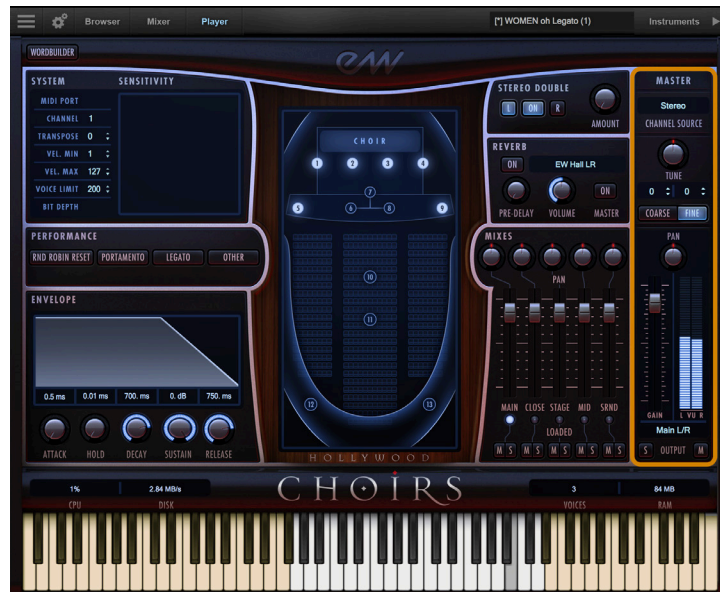 Browser Mixer Player [*] WOMEN oh Legato (1) Instruments
WORDBUILDER
EW
SYSTEM SENSITIVITY
MIDI PORT
CHANNEL 1
TRANSPOSE 0
VEL. MIN 1
VEL. MAX 127
VOICE LIMIT 200
BIT DEPTH
PERFORMANCE
RND ROBIN RESET PORTAMENTO LEGATO OTHER
ENVELOPE
0.5 ms 0.01 ms 700. ms 0. dB 750. ms
ATTACK HOLD DECAY SUSTAIN RELEASE
CHOIR
1 2 3 4
7
5 6 8 9
10
11
12 13
HOLLYWOOD
CHOIRS
STEREO DOUBLE
L ON R
AMOUNT
REVERB
ON EW Hall LR
ON
PRE-DELAY VOLUME MASTER
MIXES
PAN
MAIN CLOSE STAGE MID SRND
LOADED
M S M S M S M S M S
MASTER
Stereo
CHANNEL SOURCE
TUNE
0 0
COARSE FINE
PAN
GAIN L VU R
Main L/R
S OUTPUT M
1% 2.84 MB/s
CPU DISK
3 84 MB
VOICES RAM